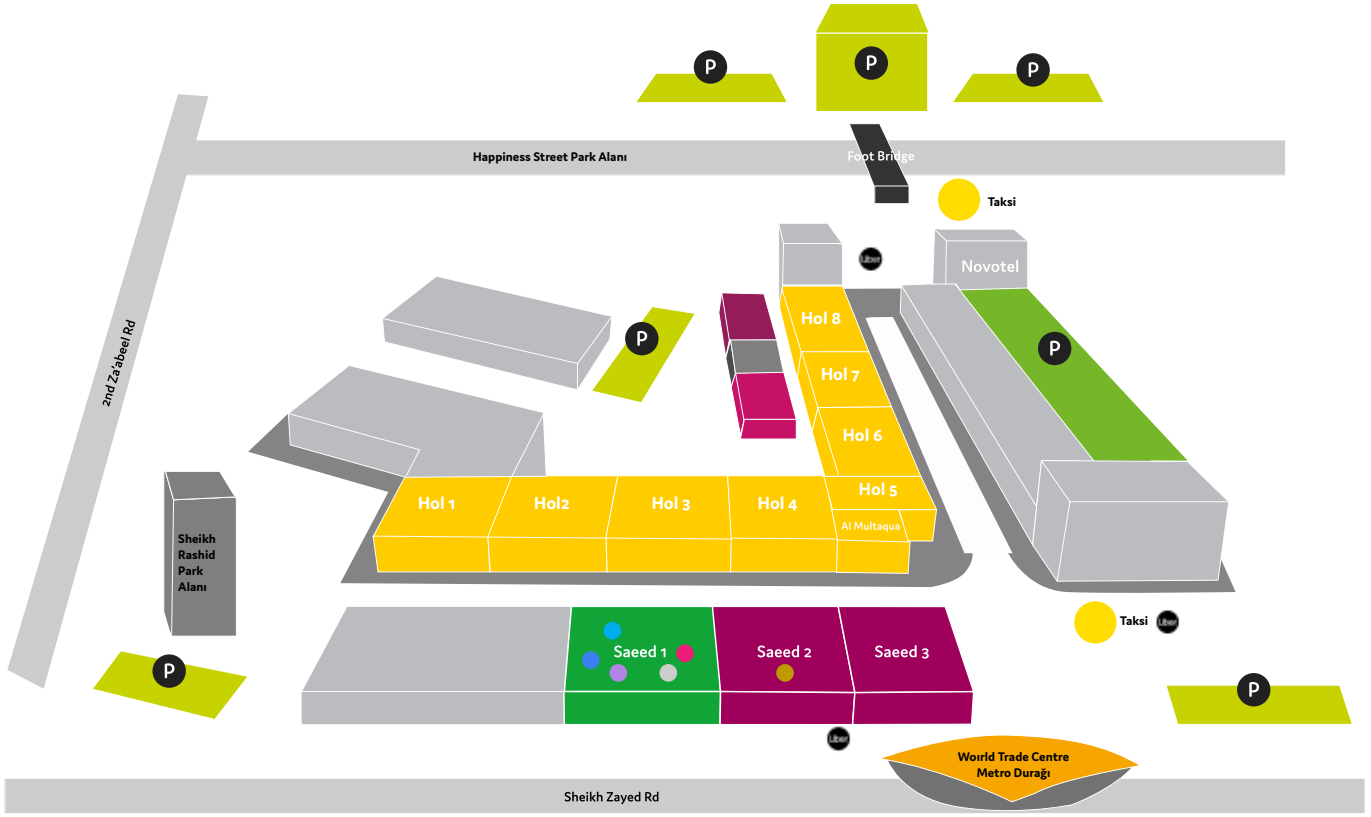 P
P
P
Happiness Street Park Alanı
Foot Bridge
Taksi
Uber
Novotel
2nd Za'abeel Rd
P
Hol 8
P
Hol 7
Hol 6
Hol 1
Hol2
Hol 3
Hol 4
Hol 5
Al Multaqua
Sheikh
Rashid
Park
Alanı
Taksi
Uber
Saeed 1
Saeed 2
Saeed 3
P
P
Uber
Woırld Trade Centre
Metro Durağı
Sheikh Zayed Rd